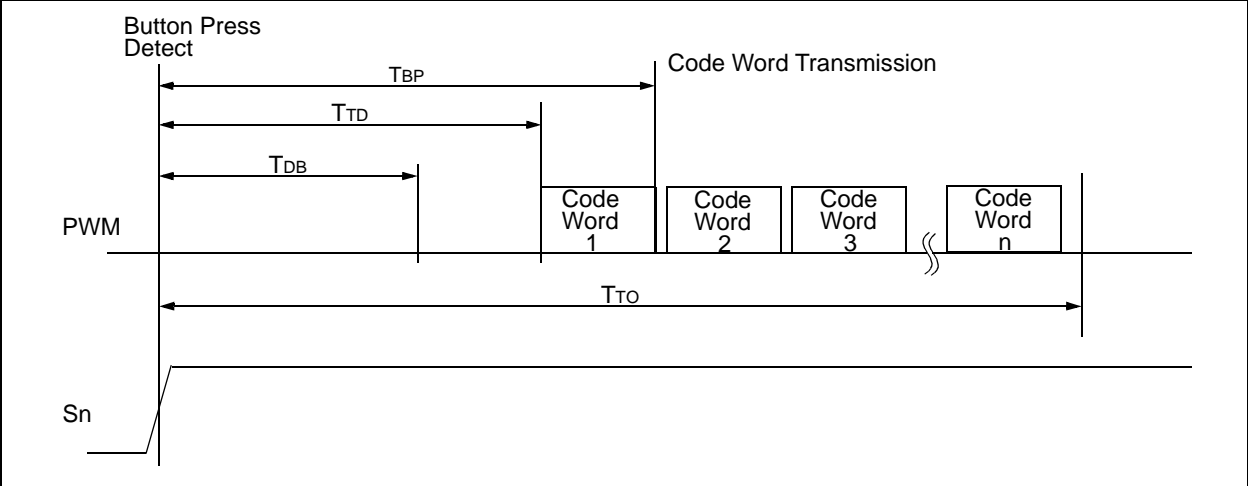 Button Press
Detect
TBP
Code Word Transmission
TTD
TDB
PWM
Code
Word
1
Code
Word
2
Code
Word
3
Code
Word
n
TTO
Sn